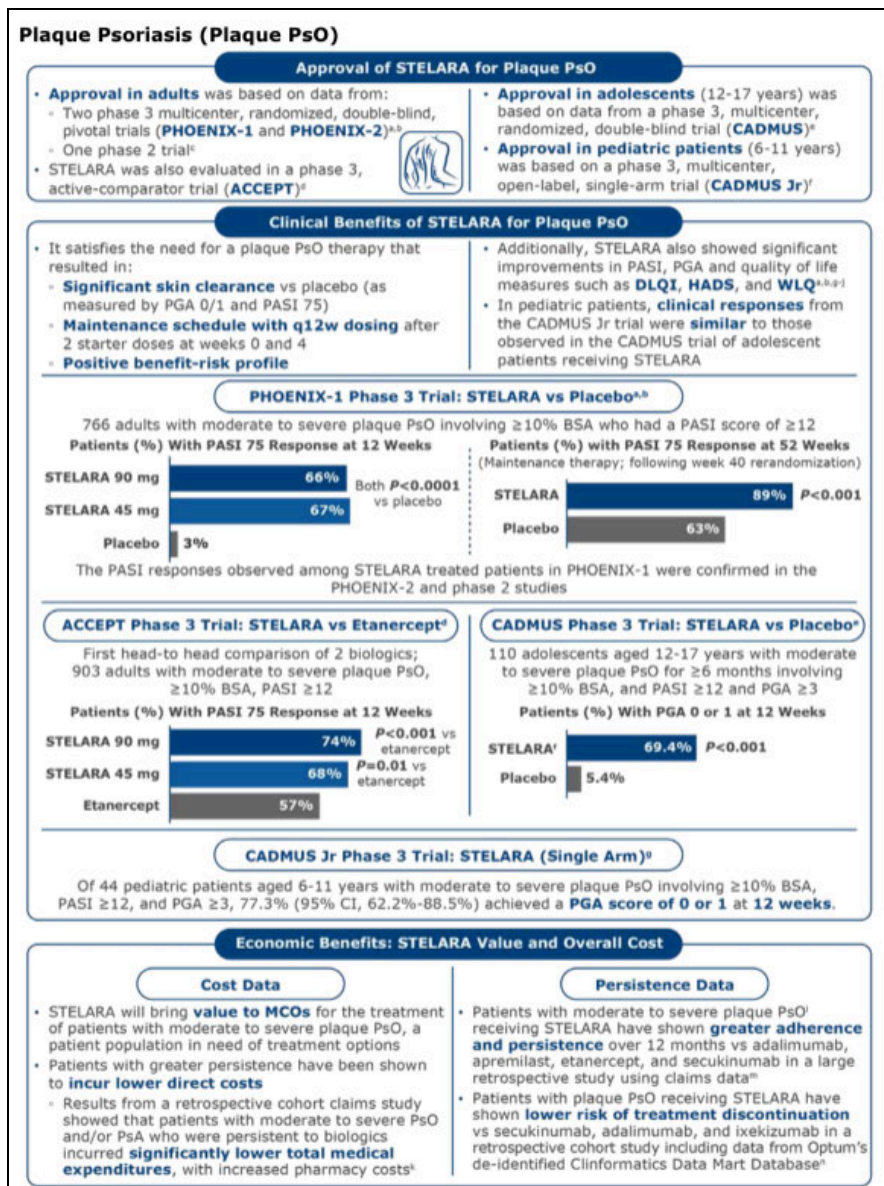 Plaque Psoriasis (Plaque PsO)
Approval of STELARA for Plaque PsO
• Approval in adults was based on data from:
◦ Two phase 3 multicenter, randomized, double-blind,
pivotal trials (PHOENIX-1 and PHOENIX-2)a,b
◦ One phase 2 trialc
• STELARA was also evaluated in a phase 3,
active-comparator trial (ACCEPT)d
• Approval in adolescents (12-17 years) was
based on data from a phase 3, multicenter,
randomized, double-blind trial (CADMUS)e
• Approval in pediatric patients (6-11 years)
was based on a phase 3, multicenter,
open-label, single-arm trial (CADMUS Jr)f
Clinical Benefits of STELARA for Plaque PsO
• It satisfies the need for a plaque PsO therapy that
resulted in:
◦ Significant skin clearance vs placebo (as
measured by PGA 0/1 and PASI 75)
◦ Maintenance schedule with q12w dosing after
2 starter doses at weeks 0 and 4
◦ Positive benefit-risk profile
• Additionally, STELARA also showed significant
improvements in PASI, PGA and quality of life
measures such as DLQI, HADS, and WLQa,b,g-j
• In pediatric patients, clinical responses from
the CADMUS Jr trial were similar to those
observed in the CADMUS trial of adolescent
patients receiving STELARA
PHOENIX-1 Phase 3 Trial: STELARA vs Placeboa,b
766 adults with moderate to severe plaque PsO involving ≥10% BSA who had a PASI score of ≥12
Patients (%) With PASI 75 Response at 12 Weeks
STELARA 90 mg 66%
STELARA 45 mg 67%
Placebo 3%
Both P<0.0001
vs placebo
Patients (%) with PASI 75 Response at 52 Weeks
(Maintenance therapy; following week 40 rerandomization)
STELARA 89% P<0.001
Placebo 63%
The PASI responses observed among STELARA treated patients in PHOENIX-1 were confirmed in the
PHOENIX-2 and phase 2 studies
ACCEPT Phase 3 Trial: STELARA vs Etanerceptd
First head-to head comparison of 2 biologics;
903 adults with moderate to severe plaque PsO,
≥10% BSA, PASI ≥12
Patients (%) With PASI 75 Response at 12 Weeks
STELARA 90 mg 74% P<0.001 vs
etanercept
STELARA 45 mg 68% P=0.01 vs
etanercept
Etanercept 57%
CADMUS Phase 3 Trial: STELARA vs Placeboe
110 adolescents aged 12-17 years with moderate
to severe plaque PsO for ≥6 months involving
≥10% BSA, and PASI ≥12 and PGA ≥3
Patients (%) With PGA 0 or 1 at 12 Weeks
STELARAf 69.4% P<0.001
Placebo 5.4%
CADMUS Jr Phase 3 Trial: STELARA (Single Arm)g
Of 44 pediatric patients aged 6-11 years with moderate to severe plaque PsO involving ≥10% BSA,
PASI ≥12, and PGA ≥3, 77.3% (95% CI, 62.2%-88.5%) achieved a PGA score of 0 or 1 at 12 weeks.
Economic Benefits: STELARA Value and Overall Cost
Cost Data
• STELARA will bring value to MCOs for the treatment
of patients with moderate to severe plaque PsO, a
patient population in need of treatment options
• Patients with greater persistence have been shown
to incur lower direct costs
◦ Results from a retrospective cohort claims study
showed that patients with moderate to severe PsO
and/or PsA who were persistent to biologics
incurred significantly lower total medical
expenditures, with increased pharmacy costsk
Persistence Data
• Patients with moderate to severe plaque PsOl
receiving STELARA have shown greater adherence
and persistence over 12 months vs adalimumab,
apremilast, etanercept, and secukinumab in a large
retrospective study using claims datam
• Patients with plaque PsO receiving STELARA have
shown lower risk of treatment discontinuation
vs secukinumab, adalimumab, and ixekizumab in a
retrospective cohort study including data from Optum's
de-identified Clinformatics Data Mart Databasen